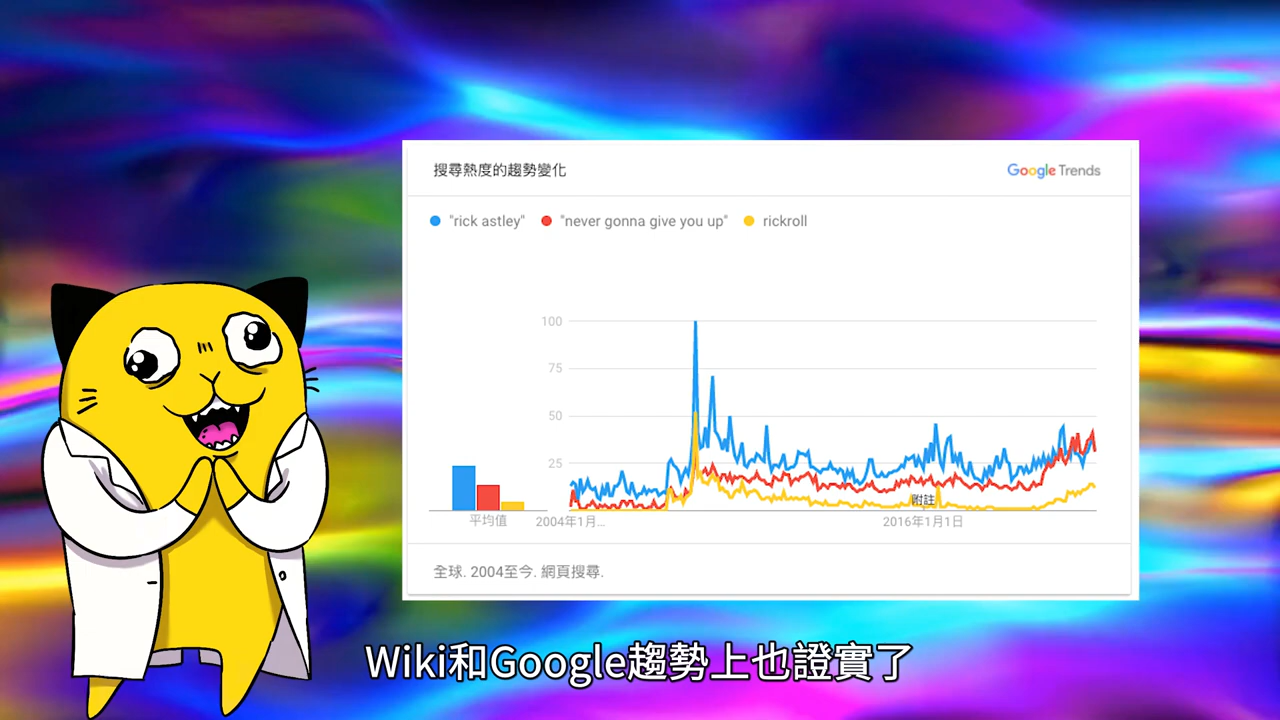 搜尋熱度的趨勢變化
Google Trends
"rick astley" "never gonna give you up" rickroll
100
75
50
25
附註
平均值
2004年1月...
2016年1月1日
全球. 2004至今. 網頁搜尋.
Wiki和Google趨勢上也證實了